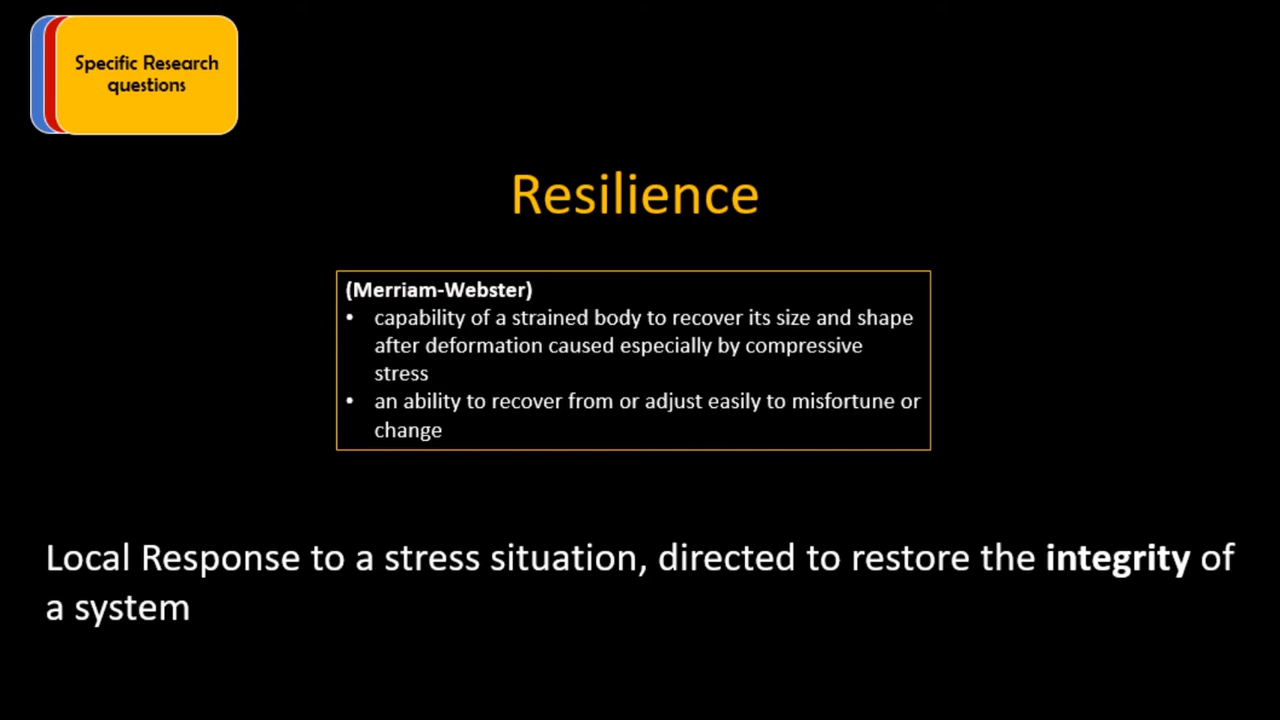 Specific Research
questions
Resilience
(Merriam-Webster)
• capability of a strained body to recover its size and shape
after deformation caused especially by compressive
stress
• an ability to recover from or adjust easily to misfortune or
change
Local Response to a stress situation, directed to restore the integrity of
a system